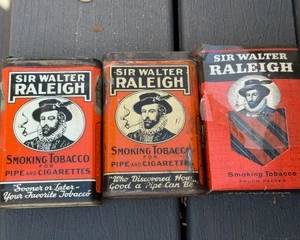 SIR WALTER
RALEIGH
SMOKING TOBACCO
FOR
PIPE AND CIGARETTES
Sooner or Later-
Your Favorite Tobacco
SIR WALTER
RALEIGH
SMOKING TOBACCO
FOR
PIPE AND CIGARETTES
Who Discovered How
Good a Pipe Can Be
SIR WALTER
RALEIGH
SMOKING TOBACCO